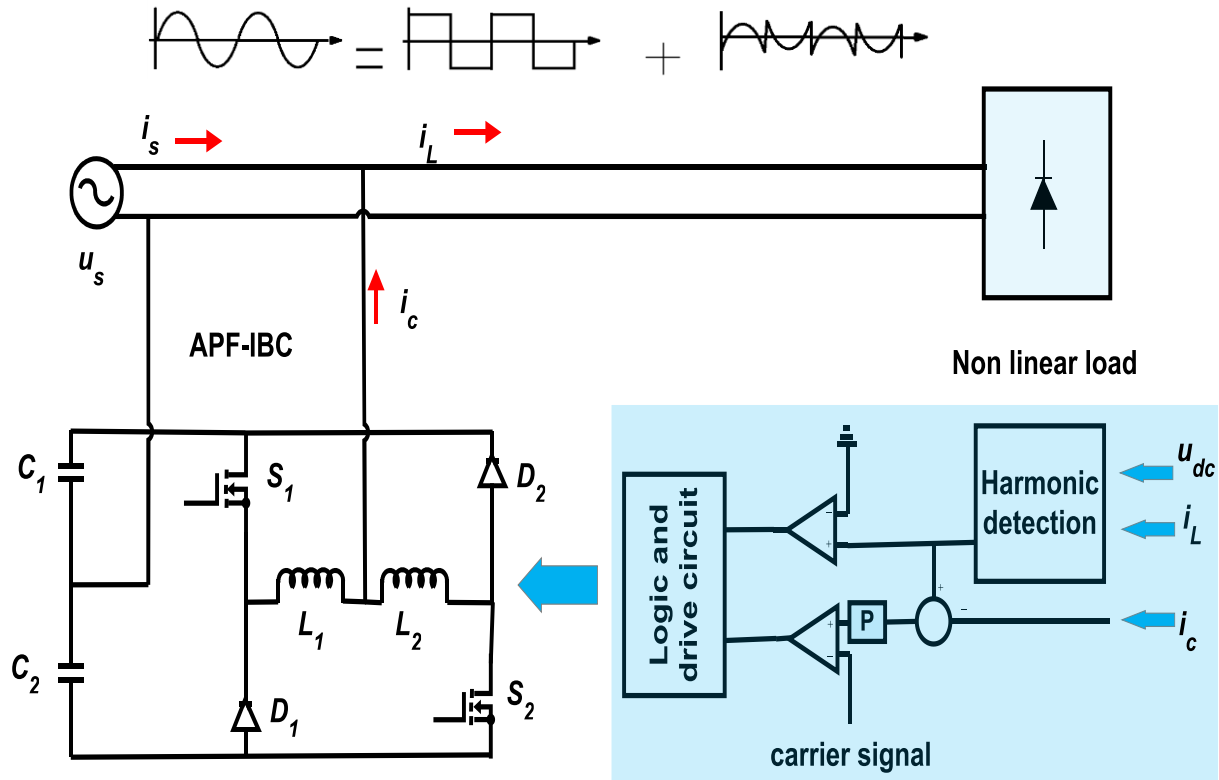 =
+
i_s
i_L
u_s
i_c
APF-IBC
Non linear load
C_1
S_1
D_2
L_1
L_2
C_2
D_1
S_2
Logic and
drive circuit
−
+
Harmonic
detection
u_dc
i_L
+
−
P
+
−
i_c
carrier signal